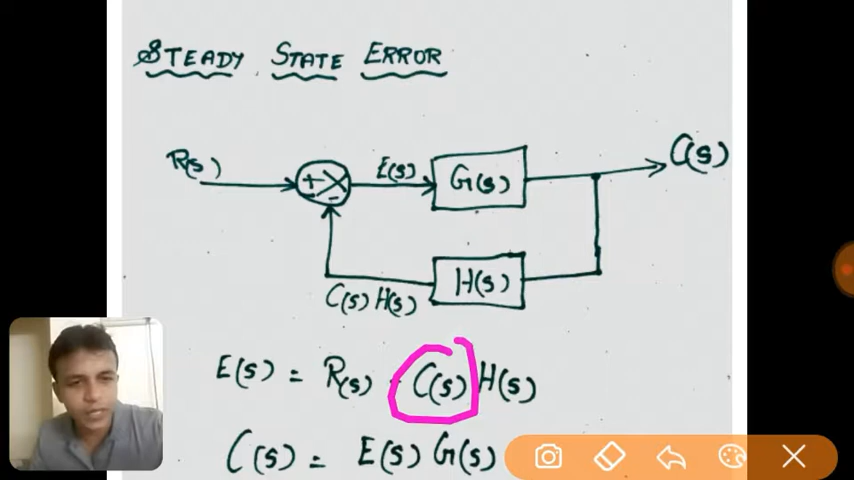 STEADY STATE ERROR
R(s)
+
-
E(s)
G(s)
C(s)
H(s)
C(s) H(s)
E(s) = R(s) - C(s) H(s)
C(s) = E(s) G(s)